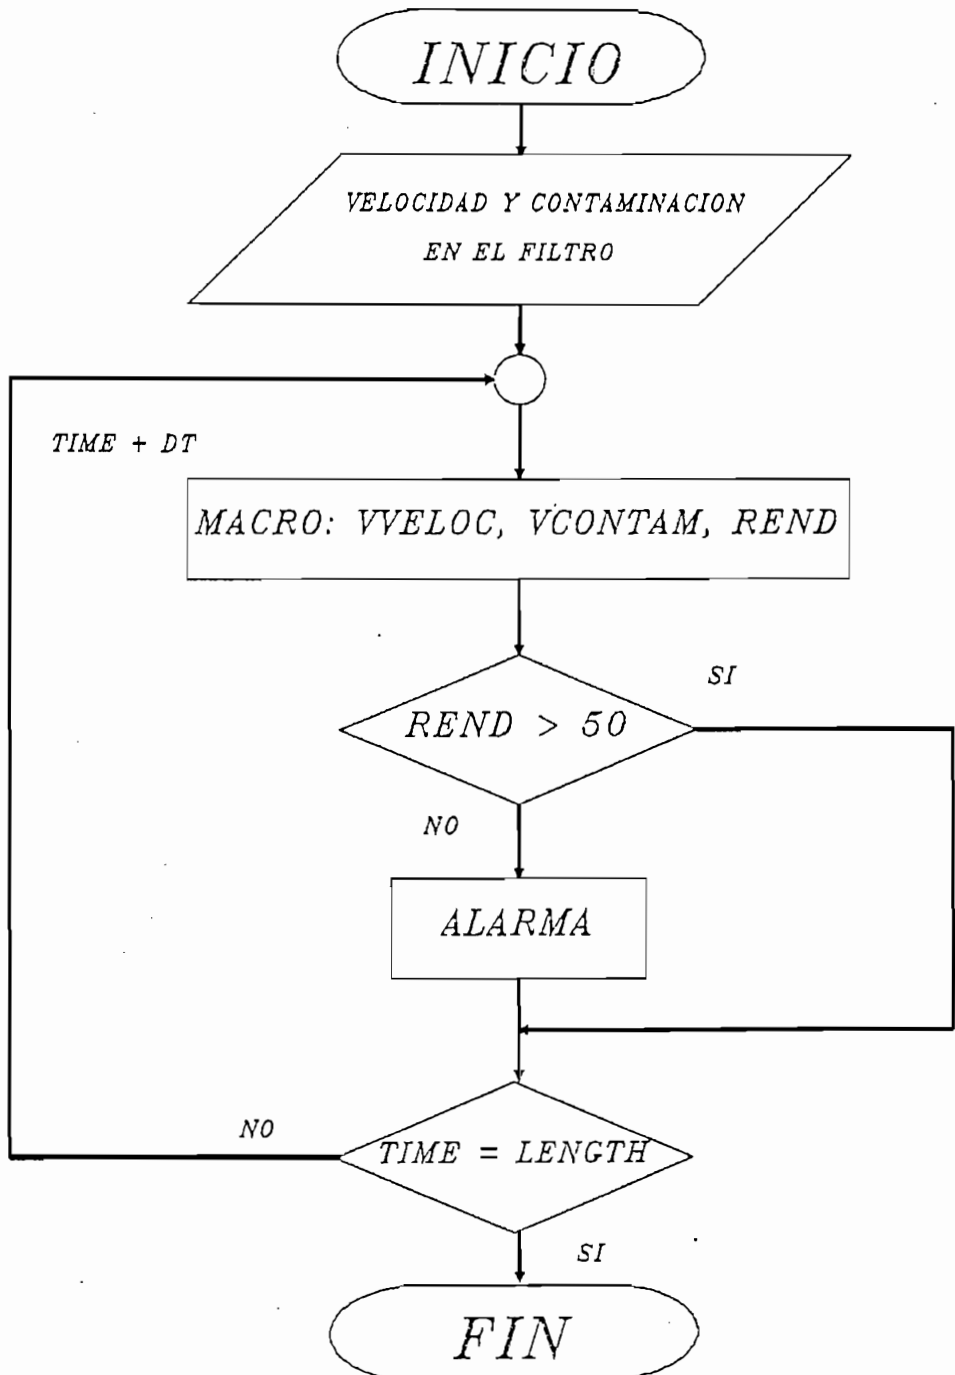 INICIO
VELOCIDAD Y CONTAMINACION
EN EL FILTRO
TIME + DT
MACRO: VVELOC, VCONTAM, REND
SI
REND > 50
NO
ALARMA
NO
TIME = LENGTH
SI
FIN